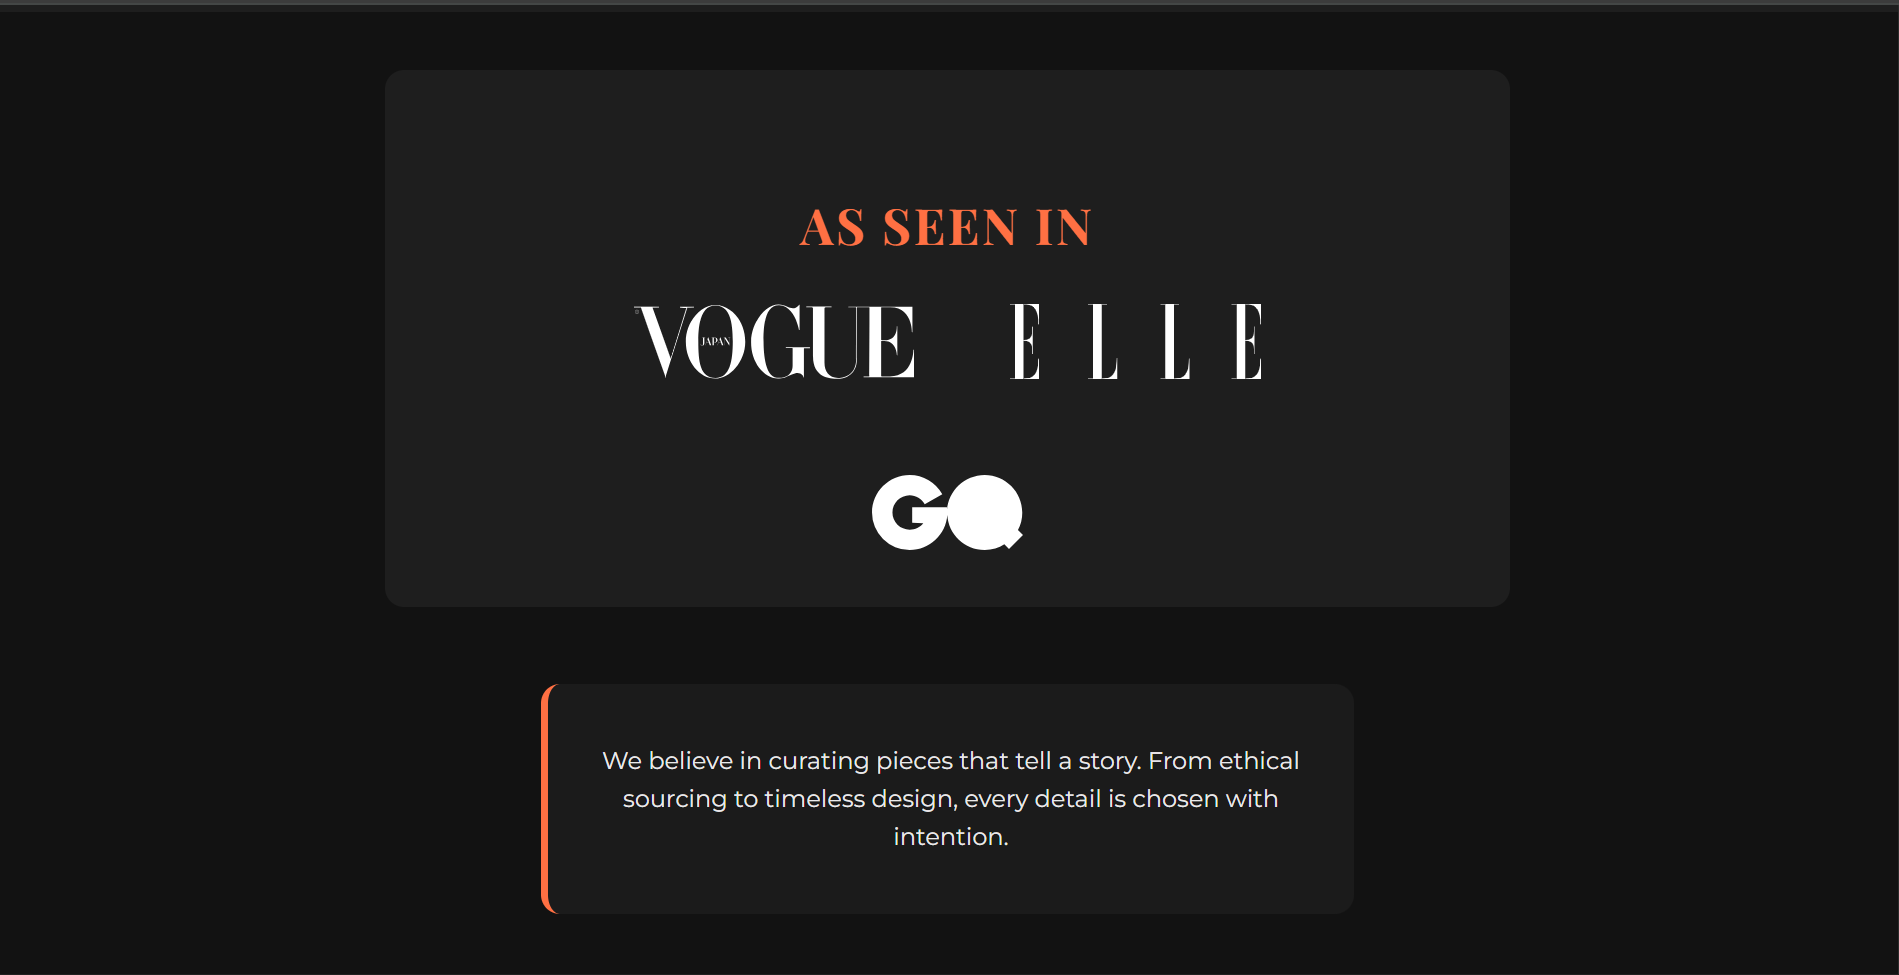 AS SEEN IN
VOGUE JAPAN
E L L E
GQ
We believe in curating pieces that tell a story. From ethical
sourcing to timeless design, every detail is chosen with
intention.